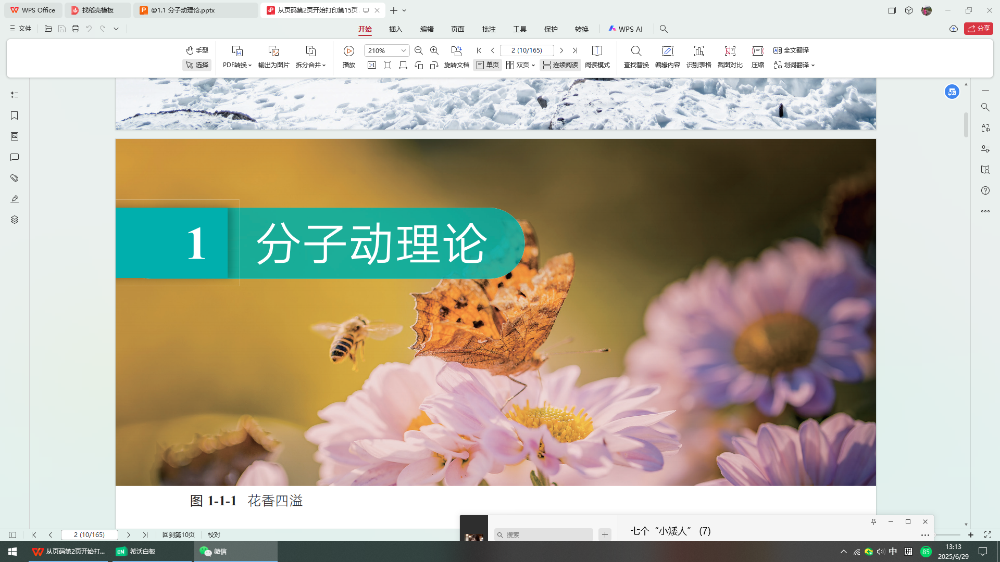 WPS Office
找稻壳模板
@1.1 分子动理论.pptx
从页码第2页开始打印第15页
文件
开始
插入
编辑
页面
批注
工具
保护
转换
WPS AI
分享
手型
选择
PDF转换
输出为图片
拆分合并
播放
210%
旋转文档
2 (10/165)
单页
双页
连续阅读
阅读模式
查找替换
编辑内容
识别表格
截图对比
压缩
全文翻译
划词翻译
1 分子动理论
图 1-1-1 花香四溢
搜索
七个“小矮人” (7)
2 (10/165)
回到第10页
校对
从页码第2页开始打...
EN 希沃白板
微信
中
拼
85
13:13
2025/6/29